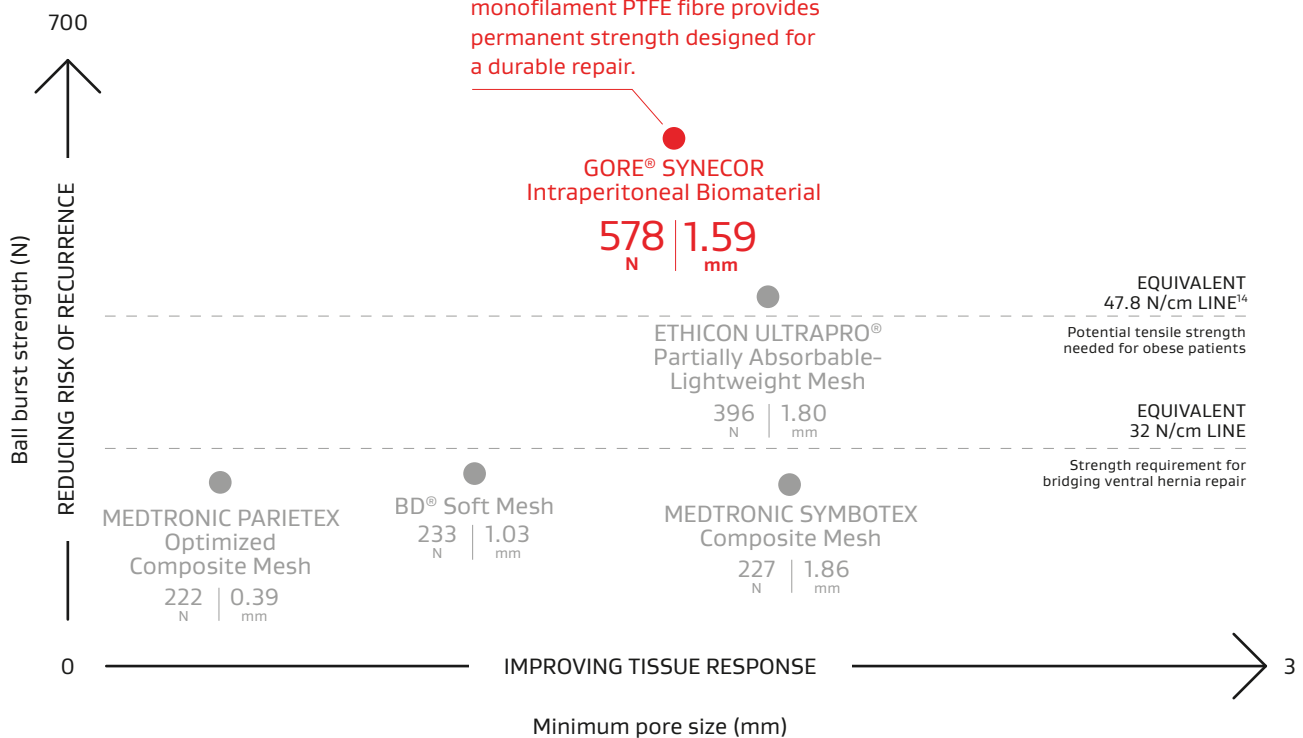 monofilament PTFE fibre provides
permanent strength designed for
a durable repair.
700
GORE® SYNECOR
Intraperitoneal Biomaterial
578 | 1.59
N mm
EQUIVALENT
47.8 N/cm LINE¹⁴
Potential tensile strength
needed for obese patients
ETHICON ULTRAPRO®
Partially Absorbable-
Lightweight Mesh
396 | 1.80
N mm
EQUIVALENT
32 N/cm LINE
Strength requirement for
bridging ventral hernia repair
Ball burst strength (N)
REDUCING RISK OF RECURRENCE
MEDTRONIC PARIETEX
Optimized
Composite Mesh
222 | 0.39
N mm
BD® Soft Mesh
233 | 1.03
N mm
MEDTRONIC SYMBOTEX
Composite Mesh
227 | 1.86
N mm
0
IMPROVING TISSUE RESPONSE
3
Minimum pore size (mm)